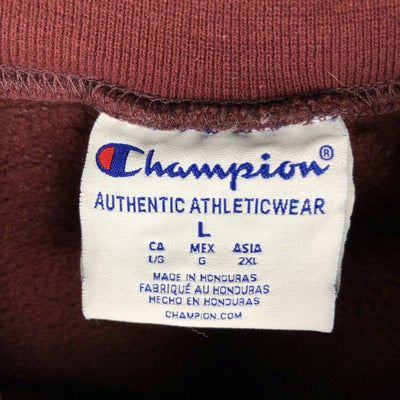 Champion®
AUTHENTIC ATHLETICWEAR
L
CA MEX ASIA
L/G G 2XL
MADE IN HONDURAS
FABRIQUÉ AU HONDURAS
HECHO EN HONDURAS
CHAMPION.COM